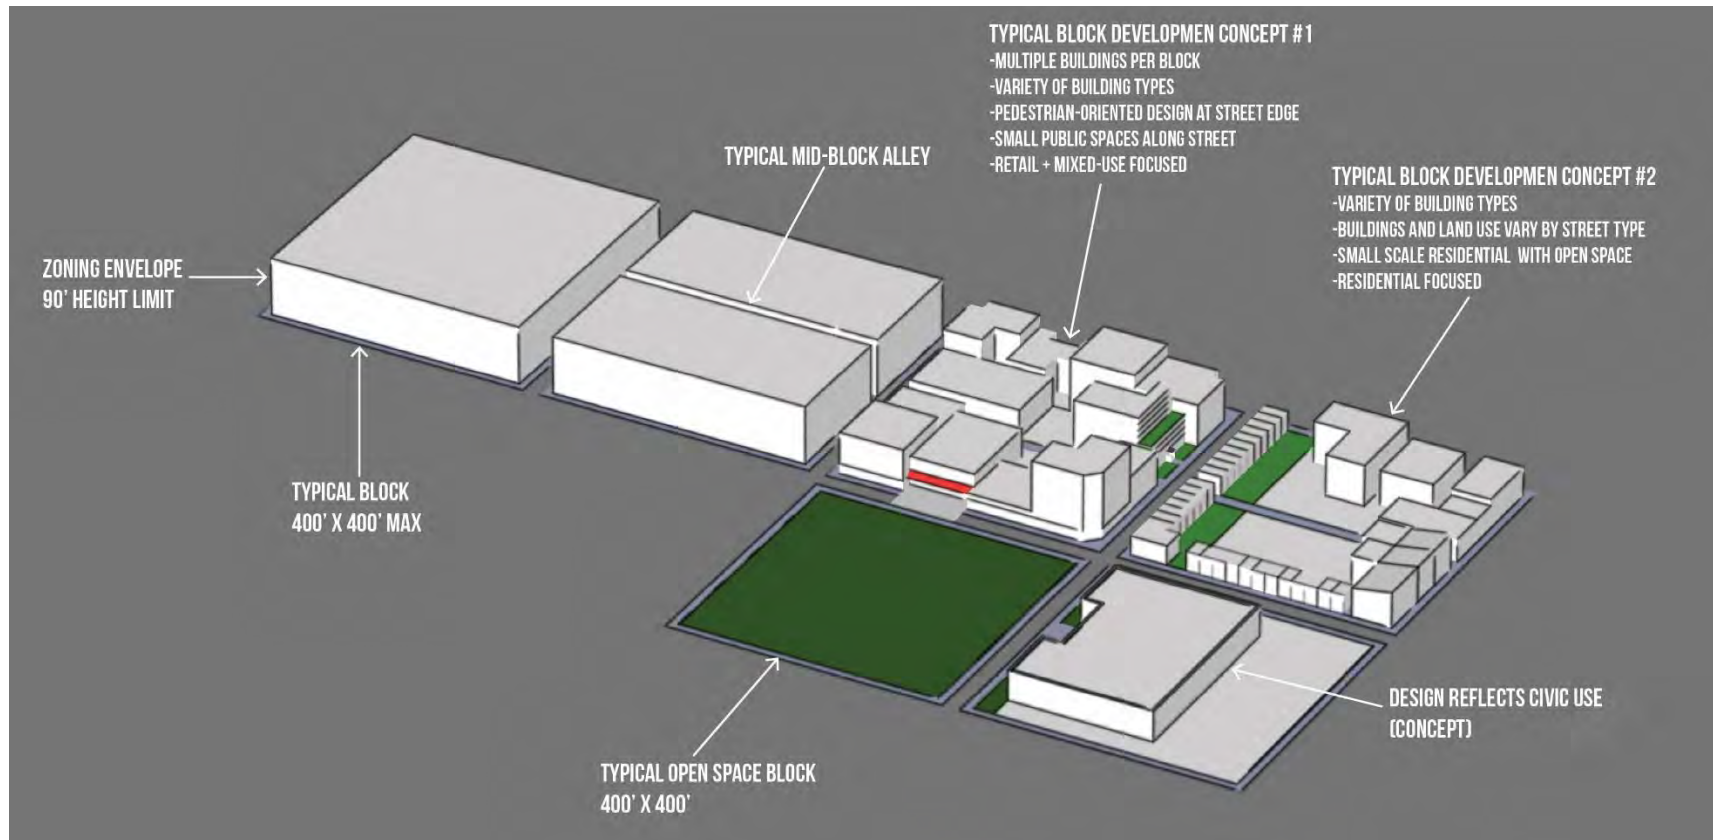 TYPICAL BLOCK DEVELOPMEN CONCEPT #1
-MULTIPLE BUILDINGS PER BLOCK
-VARIETY OF BUILDING TYPES
-PEDESTRIAN-ORIENTED DESIGN AT STREET EDGE
-SMALL PUBLIC SPACES ALONG STREET
-RETAIL + MIXED-USE FOCUSED
TYPICAL MID-BLOCK ALLEY
TYPICAL BLOCK DEVELOPMEN CONCEPT #2
-VARIETY OF BUILDING TYPES
-BUILDINGS AND LAND USE VARY BY STREET TYPE
-SMALL SCALE RESIDENTIAL WITH OPEN SPACE
-RESIDENTIAL FOCUSED
ZONING ENVELOPE
90' HEIGHT LIMIT
TYPICAL BLOCK
400' X 400' MAX
DESIGN REFLECTS CIVIC USE
(CONCEPT)
TYPICAL OPEN SPACE BLOCK
400' X 400'